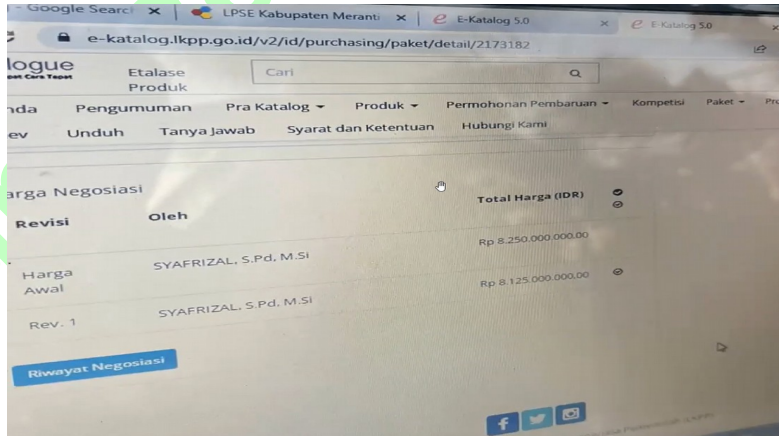 - Google Searc
LPSE Kabupaten Meranti
E-Katalog 5.0
E-Katalog 5.0
e-katalog.lkpp.go.id/v2/id/purchasing/paket/detail/2173182
logue
Etalase
Produk
Cari
nda Pengumuman Pra Katalog Produk Permohonan Pembaruan Kompetisi Paket Pro
ev Unduh Tanya Jawab Syarat dan Ketentuan Hubungi Kami
arga Negosiasi
Revisi Oleh Total Harga (IDR)
Harga
Awal
SYAFRIZAL, S.Pd, M.Si Rp 8.250.000.000,00
Rev. 1 SYAFRIZAL, S.Pd, M.Si Rp 8.125.000.000,00
Riwayat Negosiasi